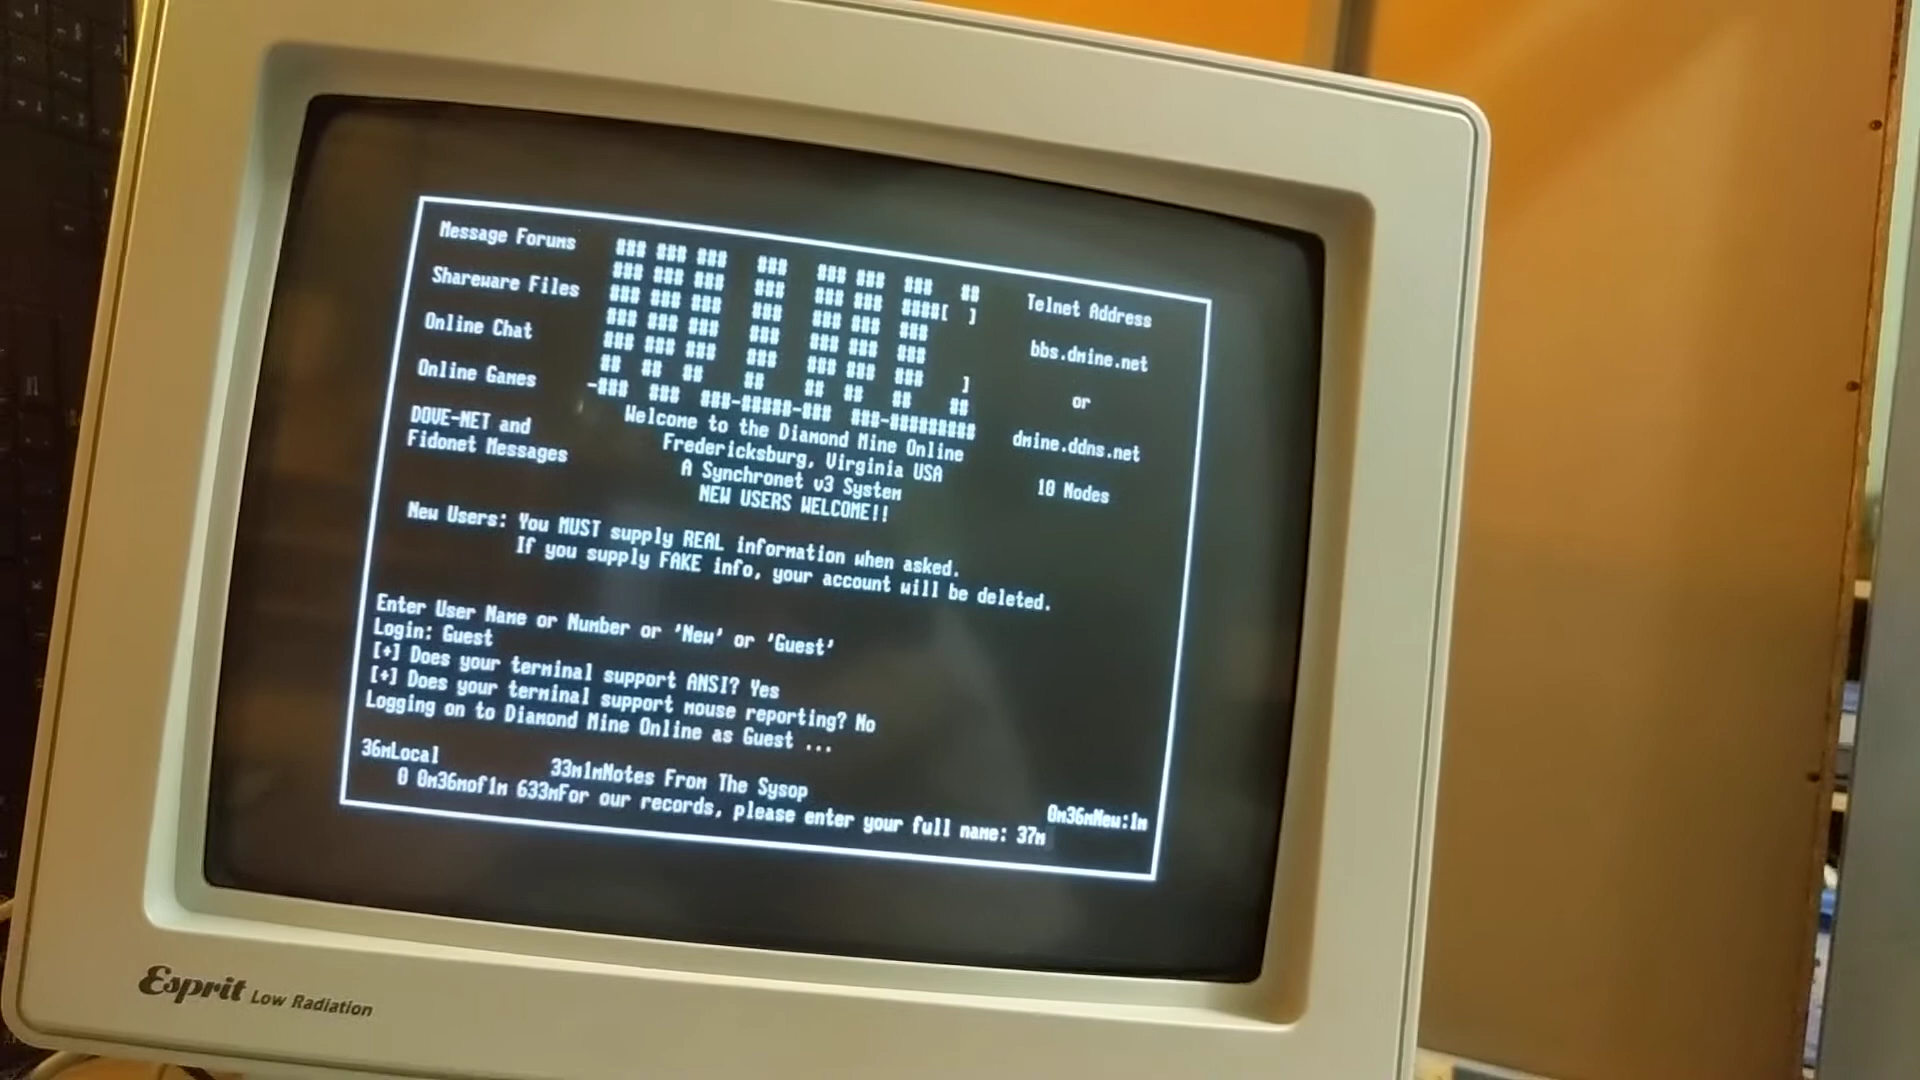 Message Forums
Shareware Files
Online Chat
Online Games
DOVE-NET and
Fidonet Messages
Telnet Address
bbs.dmine.net
or
dmine.ddns.net
10 Nodes
Welcome to the Diamond Mine Online
Fredericksburg, Virginia USA
A Synchronet v3 System
NEW USERS WELCOME!!
New Users: You MUST supply REAL information when asked.
If you supply FAKE info, your account will be deleted.
Enter User Name or Number or 'New' or 'Guest'
Login: Guest
[+] Does your terminal support ANSI? Yes
[+] Does your terminal support mouse reporting? No
Logging on to Diamond Mine Online as Guest ...
36mLocal 33m1mNotes From The Sysop 0m36mNew:1m
0 0m36mof1m 633mFor our records, please enter your full name: 37m
Esprit Low Radiation